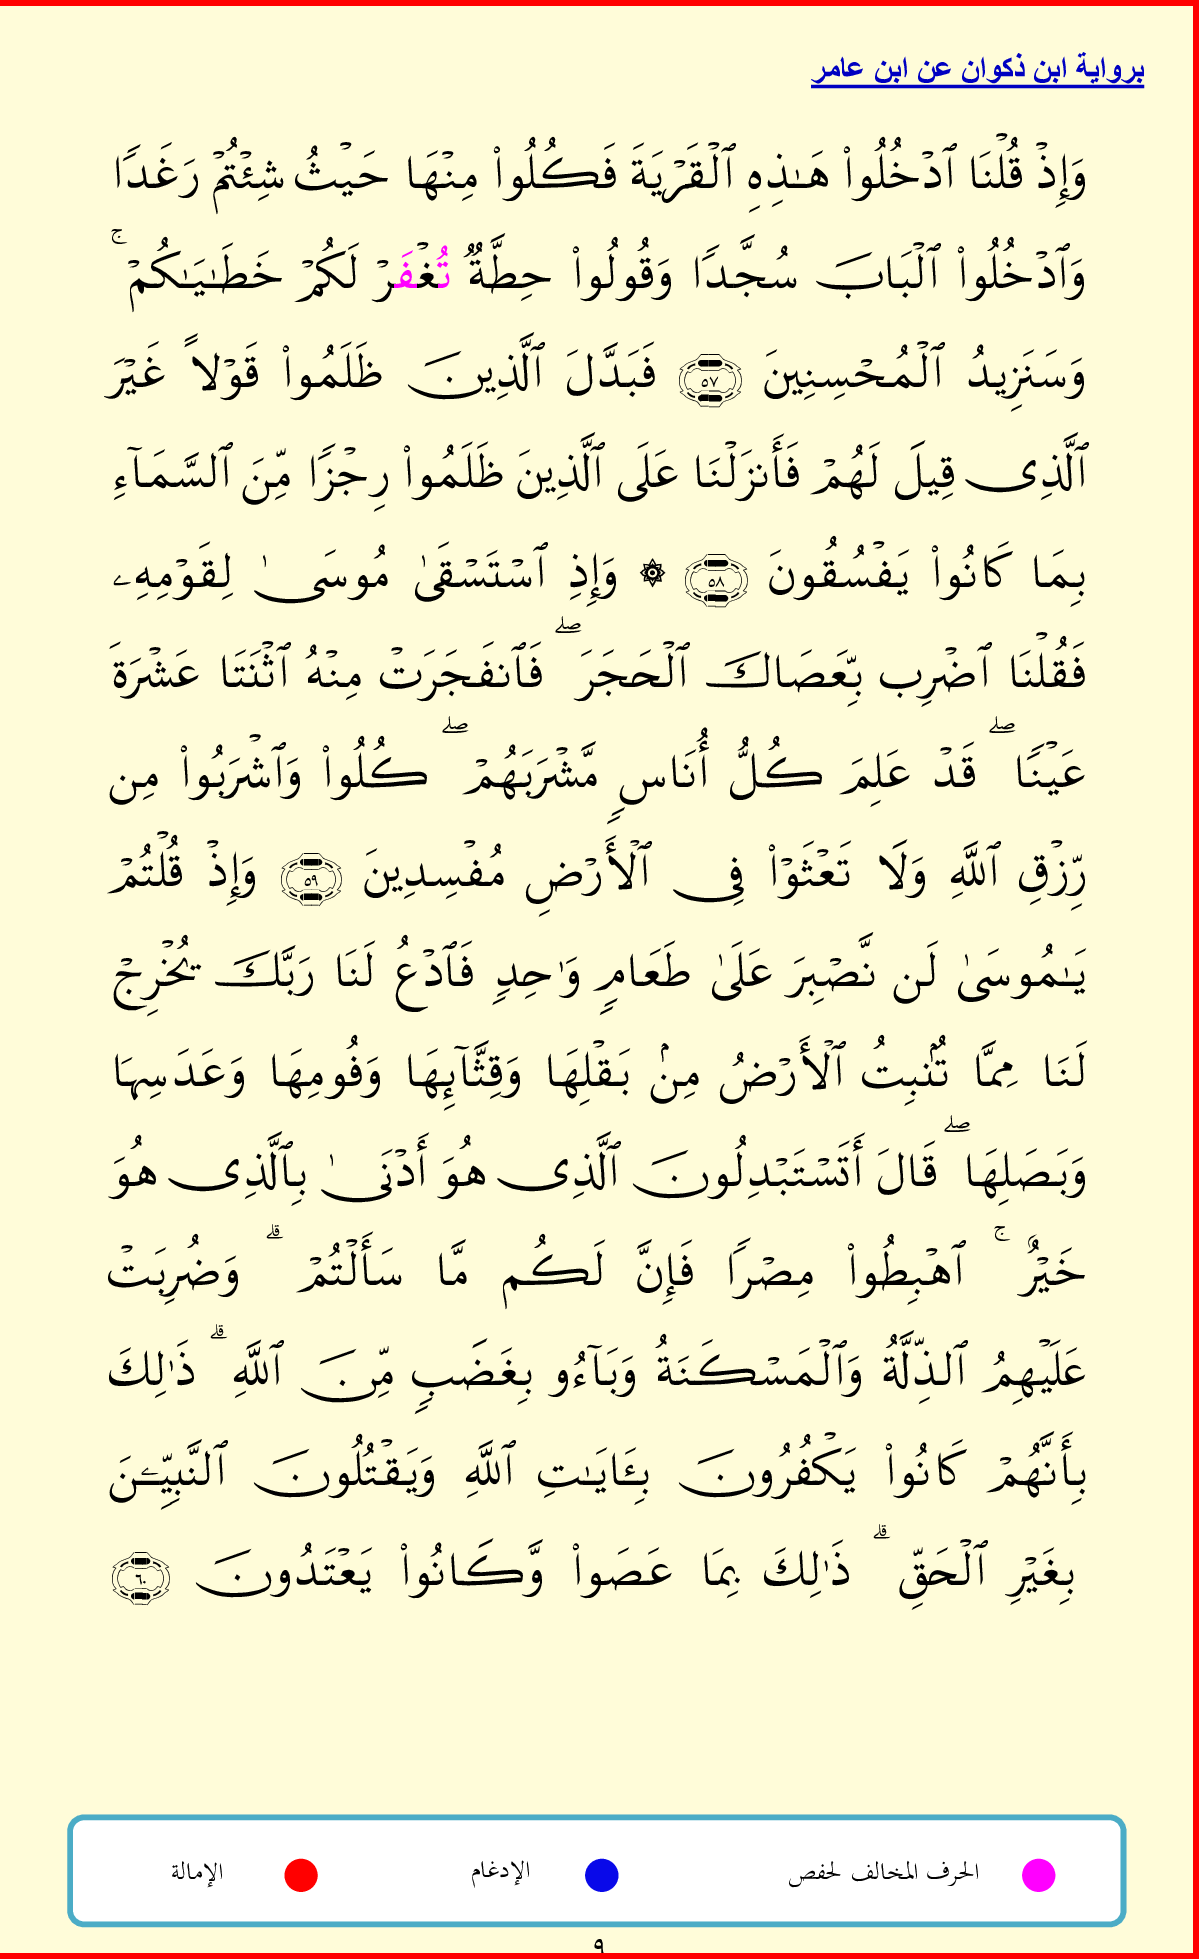 برواية ابن ذكوان عن ابن عامر
وَإِذۡ قُلۡنَا ٱدۡخُلُواْ هَٰذِهِ ٱلۡقَرۡيَةَ فَكُلُواْ مِنۡهَا حَيۡثُ شِئۡتُمۡ رَغَدٗا
وَٱدۡخُلُواْ ٱلۡبَابَ سُجَّدٗا وَقُولُواْ حِطَّةٞ تُغۡفَرۡ لَكُمۡ خَطَٰيَٰكُمۡۚ
وَسَنَزِيدُ ٱلۡمُحۡسِنِينَ ٥٧ فَبَدَّلَ ٱلَّذِينَ ظَلَمُواْ قَوۡلًا غَيۡرَ
ٱلَّذِى قِيلَ لَهُمۡ فَأَنزَلۡنَا عَلَى ٱلَّذِينَ ظَلَمُواْ رِجۡزٗا مِّنَ ٱلسَّمَآءِ
بِمَا كَانُواْ يَفۡسُقُونَ ٥٨ ۞ وَإِذِ ٱسۡتَسۡقَىٰ مُوسَىٰ لِقَوۡمِهِۦ
فَقُلۡنَا ٱضۡرِب بِّعَصَاكَ ٱلۡحَجَرَۖ فَٱنفَجَرَتۡ مِنۡهُ ٱثۡنَتَا عَشۡرَةَ
عَيۡنٗاۖ قَدۡ عَلِمَ كُلُّ أُنَاسٖ مَّشۡرَبَهُمۡۖ كُلُواْ وَٱشۡرَبُواْ مِن
رِّزۡقِ ٱللَّهِ وَلَا تَعۡثَوۡاْ فِى ٱلۡأَرۡضِ مُفۡسِدِينَ ٥٩ وَإِذۡ قُلۡتُمۡ
يَٰمُوسَىٰ لَن نَّصۡبِرَ عَلَىٰ طَعَامٖ وَٰحِدٖ فَٱدۡعُ لَنَا رَبَّكَ يُخۡرِجۡ
لَنَا مِمَّا تُنۢبِتُ ٱلۡأَرۡضُ مِنۢ بَقۡلِهَا وَقِثَّآئِهَا وَفُومِهَا وَعَدَسِهَا
وَبَصَلِهَاۖ قَالَ أَتَسۡتَبۡدِلُونَ ٱلَّذِى هُوَ أَدۡنَىٰ بِٱلَّذِى هُوَ
خَيۡرٌۚ ٱهۡبِطُواْ مِصۡرٗا فَإِنَّ لَكُم مَّا سَأَلۡتُمۡۗ وَضُرِبَتۡ
عَلَيۡهِمُ ٱلذِّلَّةُ وَٱلۡمَسۡكَنَةُ وَبَآءُو بِغَضَبٖ مِّنَ ٱللَّهِۗ ذَٰلِكَ
بِأَنَّهُمۡ كَانُواْ يَكۡفُرُونَ بِـَٔايَٰتِ ٱللَّهِ وَيَقۡتُلُونَ ٱلنَّبِيِّـۧنَ
بِغَيۡرِ ٱلۡحَقِّۗ ذَٰلِكَ بِمَا عَصَواْ وَّكَانُواْ يَعۡتَدُونَ ٦٠
الحرف المخالف لحفص الإدغام الإمالة
٩